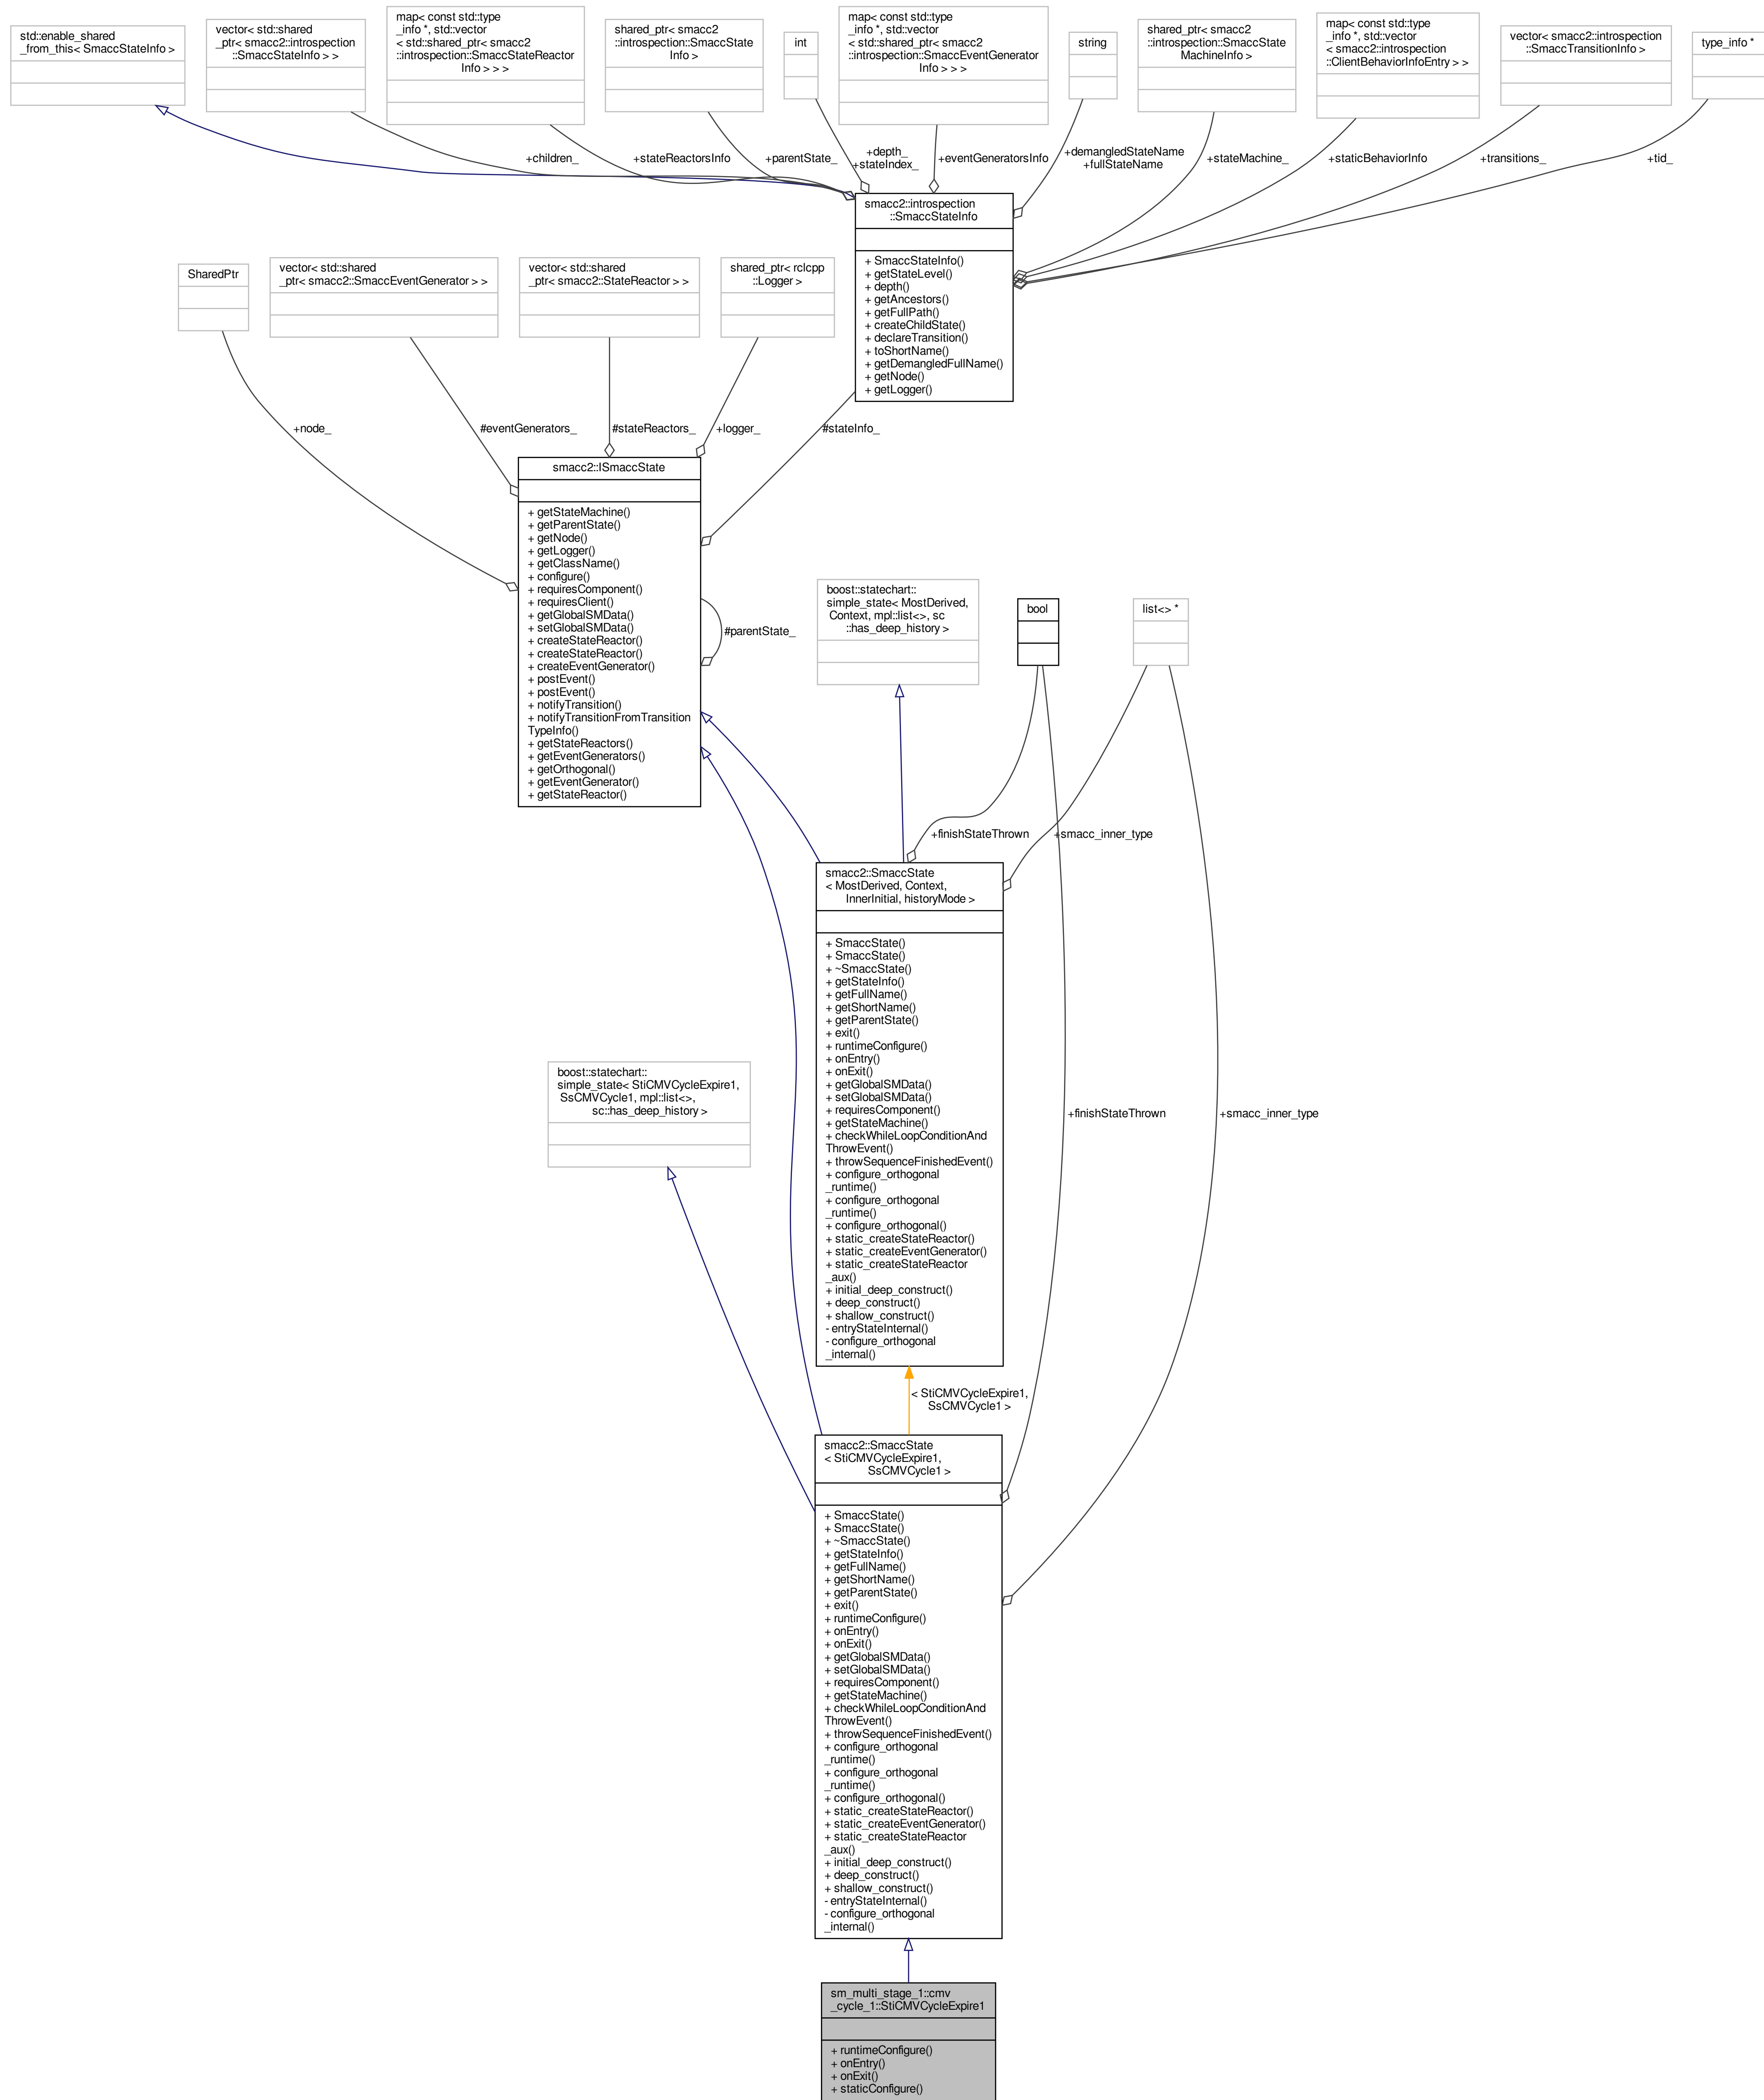 std::enable_shared
_from_this< SmaccStateInfo >
vector< std::shared
_ptr< smacc2::introspection
::SmaccStateInfo > >
map< const std::type
_info *, std::vector
< std::shared_ptr< smacc2
::introspection::SmaccStateReactor
Info > > >
shared_ptr< smacc2
::introspection::SmaccState
Info >
int
map< const std::type
_info *, std::vector
< std::shared_ptr< smacc2
::introspection::SmaccEventGenerator
Info > > >
string
shared_ptr< smacc2
::introspection::SmaccState
MachineInfo >
map< const std::type
_info *, std::vector
< smacc2::introspection
::ClientBehaviorInfoEntry > >
vector< smacc2::introspection
::SmaccTransitionInfo >
type_info *
+children_
+stateReactorsInfo
+parentState_
+depth_
+stateIndex_
+eventGeneratorsInfo
+demangledStateName
+fullStateName
+stateMachine_
+staticBehaviorInfo
+transitions_
+tid_
smacc2::introspection
::SmaccStateInfo
+ SmaccStateInfo()
+ getStateLevel()
+ depth()
+ getAncestors()
+ getFullPath()
+ createChildState()
+ declareTransition()
+ toShortName()
+ getDemangledFullName()
+ getNode()
+ getLogger()
SharedPtr
vector< std::shared
_ptr< smacc2::SmaccEventGenerator > >
vector< std::shared
_ptr< smacc2::StateReactor > >
shared_ptr< rclcpp
::Logger >
+node_
#eventGenerators_
#stateReactors_
+logger_
#stateInfo_
smacc2::ISmaccState
+ getStateMachine()
+ getParentState()
+ getNode()
+ getLogger()
+ getClassName()
+ configure()
+ requiresComponent()
+ requiresClient()
+ getGlobalSMData()
+ setGlobalSMData()
+ createStateReactor()
+ createStateReactor()
+ createEventGenerator()
+ postEvent()
+ postEvent()
+ notifyTransition()
+ notifyTransitionFromTransition
TypeInfo()
+ getStateReactors()
+ getEventGenerators()
+ getOrthogonal()
+ getEventGenerator()
+ getStateReactor()
#parentState_
boost::statechart::
simple_state< MostDerived,
Context, mpl::list<>, sc
::has_deep_history >
bool
list<> *
+finishStateThrown
+smacc_inner_type
smacc2::SmaccState
< MostDerived, Context,
InnerInitial, historyMode >
+ SmaccState()
+ SmaccState()
+ ~SmaccState()
+ getStateInfo()
+ getFullName()
+ getShortName()
+ getParentState()
+ exit()
+ runtimeConfigure()
+ onEntry()
+ onExit()
+ getGlobalSMData()
+ setGlobalSMData()
+ requiresComponent()
+ getStateMachine()
+ checkWhileLoopConditionAnd
ThrowEvent()
+ throwSequenceFinishedEvent()
+ configure_orthogonal
_runtime()
+ configure_orthogonal
_runtime()
+ configure_orthogonal()
+ static_createStateReactor()
+ static_createEventGenerator()
+ static_createStateReactor
_aux()
+ initial_deep_construct()
+ deep_construct()
+ shallow_construct()
- entryStateInternal()
- configure_orthogonal
_internal()
boost::statechart::
simple_state< StiCMVCycleExpire1,
SsCMVCycle1, mpl::list<>,
sc::has_deep_history >
+finishStateThrown
+smacc_inner_type
< StiCMVCycleExpire1,
SsCMVCycle1 >
smacc2::SmaccState
< StiCMVCycleExpire1,
SsCMVCycle1 >
+ SmaccState()
+ SmaccState()
+ ~SmaccState()
+ getStateInfo()
+ getFullName()
+ getShortName()
+ getParentState()
+ exit()
+ runtimeConfigure()
+ onEntry()
+ onExit()
+ getGlobalSMData()
+ setGlobalSMData()
+ requiresComponent()
+ getStateMachine()
+ checkWhileLoopConditionAnd
ThrowEvent()
+ throwSequenceFinishedEvent()
+ configure_orthogonal
_runtime()
+ configure_orthogonal
_runtime()
+ configure_orthogonal()
+ static_createStateReactor()
+ static_createEventGenerator()
+ static_createStateReactor
_aux()
+ initial_deep_construct()
+ deep_construct()
+ shallow_construct()
- entryStateInternal()
- configure_orthogonal
_internal()
sm_multi_stage_1::cmv
_cycle_1::StiCMVCycleExpire1
+ runtimeConfigure()
+ onEntry()
+ onExit()
+ staticConfigure()